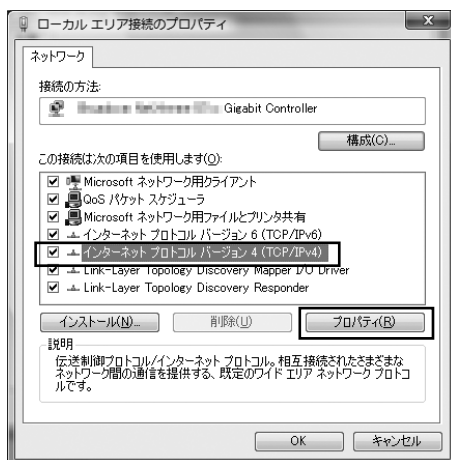 ローカル エリア接続のプロパティ
ネットワーク
接続の方法:
Gigabit Controller
構成(C)...
この接続は次の項目を使用します(O):
Microsoft ネットワーク用クライアント
QoS パケット スケジューラ
Microsoft ネットワーク用ファイルとプリンタ共有
インターネット プロトコル バージョン 6 (TCP/IPv6)
インターネット プロトコル バージョン 4 (TCP/IPv4)
Link-Layer Topology Discovery Mapper I/O Driver
Link-Layer Topology Discovery Responder
インストール(N)...
削除(U)
プロパティ(R)
説明
伝送制御プロトコル/インターネット プロトコル。相互接続されたさまざまな
ネットワーク間の通信を提供する、既定のワイド エリア ネットワーク プロトコ
ルです。
OK
キャンセル